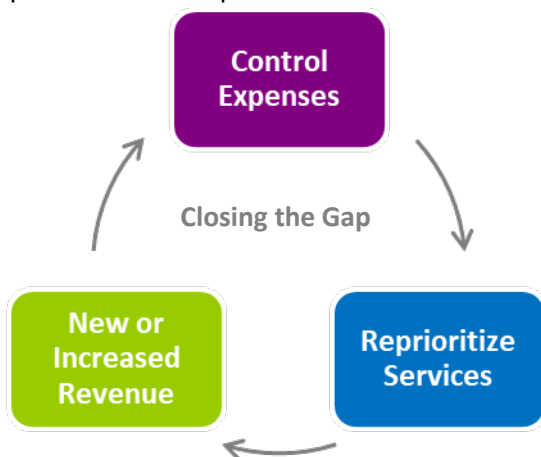 Control
Expenses
Closing the Gap
New or
Increased
Revenue
Reprioritize
Services